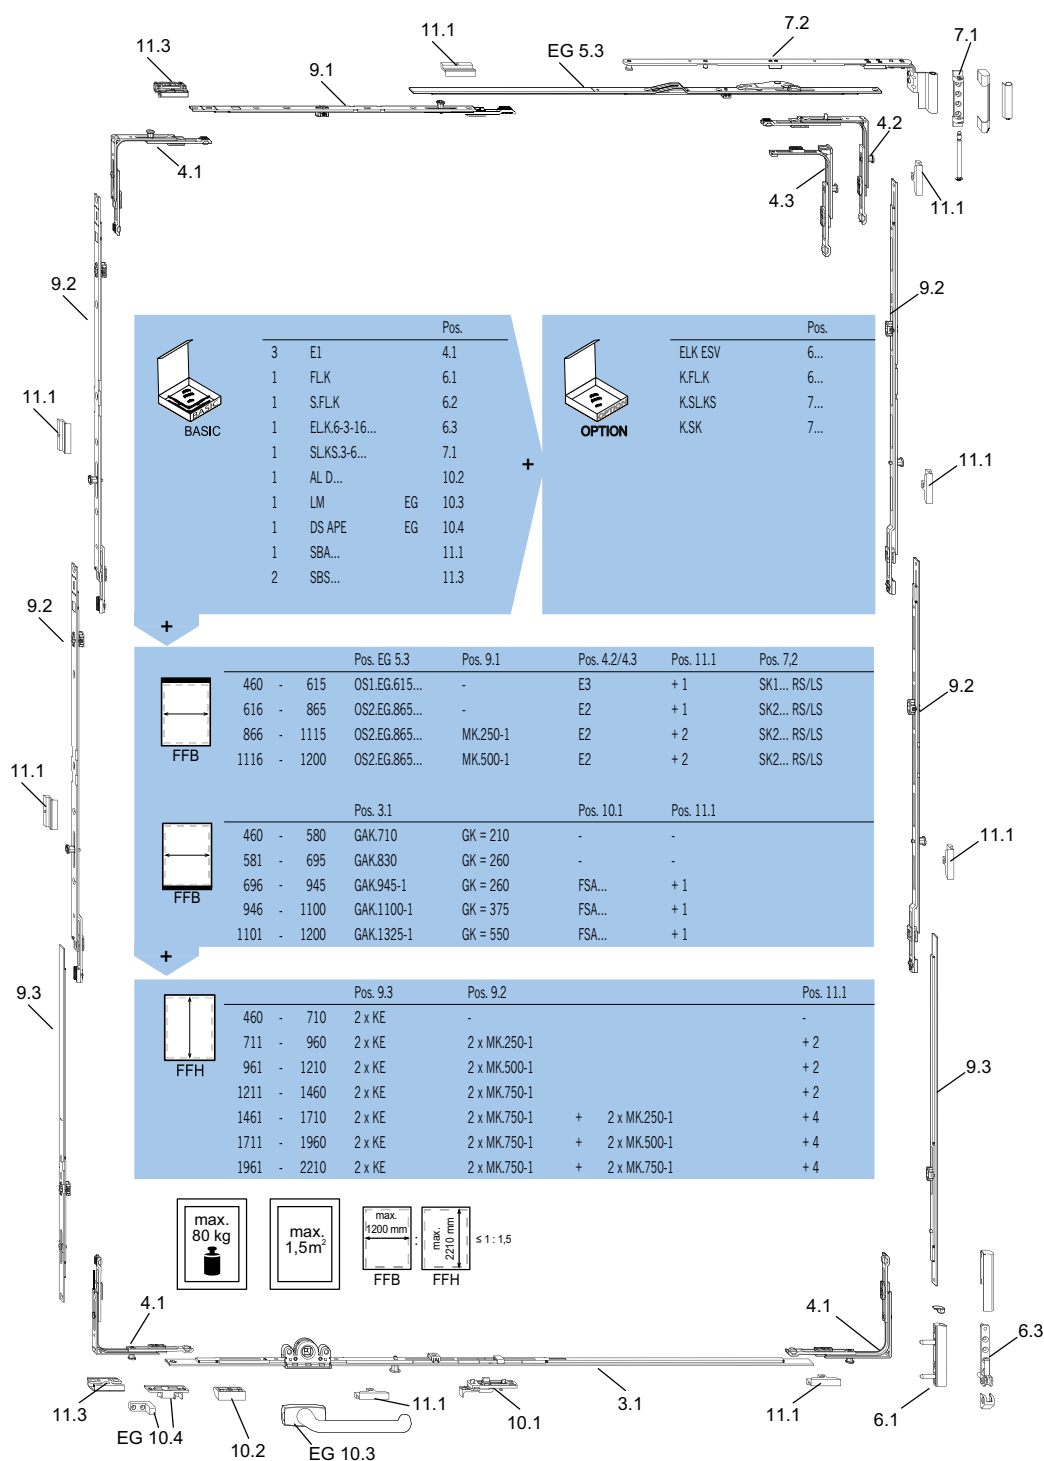 7.2
7.1
11.1
11.3
EG 5.3
9.1
4.2
4.1
4.3
11.1
9.2
9.2
Pos.
3 E1 4.1
1 FL.K 6.1
1 S.FL.K 6.2
1 EL.K.6-3-16... 6.3
1 SL.KS.3-6... 7.1
1 AL D... 10.2
1 LM EG 10.3
1 DS APE EG 10.4
1 SBA... 11.1
2 SBS... 11.3
BASIC
BASIC
+
Pos.
ELK ESV 6...
K.FL.K 6...
K.SL.KS 7...
K.SK 7...
OPTION
OPTION
11.1
11.1
9.2
+
Pos. EG 5.3 Pos. 9.1 Pos. 4.2/4.3 Pos. 11.1 Pos. 7,2
460 - 615 OS1.EG.615... - E3 + 1 SK1... RS/LS
616 - 865 OS2.EG.865... - E2 + 1 SK2... RS/LS
866 - 1115 OS2.EG.865... MK.250-1 E2 + 2 SK2... RS/LS
1116 - 1200 OS2.EG.865... MK.500-1 E2 + 2 SK2... RS/LS
FFB
9.2
11.1
11.1
Pos. 3.1 Pos. 10.1 Pos. 11.1
460 - 580 GAK.710 GK = 210 - -
581 - 695 GAK.830 GK = 260 - -
696 - 945 GAK.945-1 GK = 260 FSA... + 1
946 - 1100 GAK.1100-1 GK = 375 FSA... + 1
1101 - 1200 GAK.1325-1 GK = 550 FSA... + 1
FFB
+
9.3
9.3
Pos. 9.3 Pos. 9.2 Pos. 11.1
460 - 710 2 x KE - -
711 - 960 2 x KE 2 x MK.250-1 + 2
961 - 1210 2 x KE 2 x MK.500-1 + 2
1211 - 1460 2 x KE 2 x MK.750-1 + 2
1461 - 1710 2 x KE 2 x MK.750-1 + 2 x MK.250-1 + 4
1711 - 1960 2 x KE 2 x MK.750-1 + 2 x MK.500-1 + 4
1961 - 2210 2 x KE 2 x MK.750-1 + 2 x MK.750-1 + 4
FFH
max.
80 kg
max.
1,5m²
max.
1200 mm
FFB
:
max.
2210 mm
FFH
≤ 1 : 1,5
4.1
4.1
6.3
11.3
EG 10.4
10.2
EG 10.3
11.1
10.1
3.1
11.1
6.1